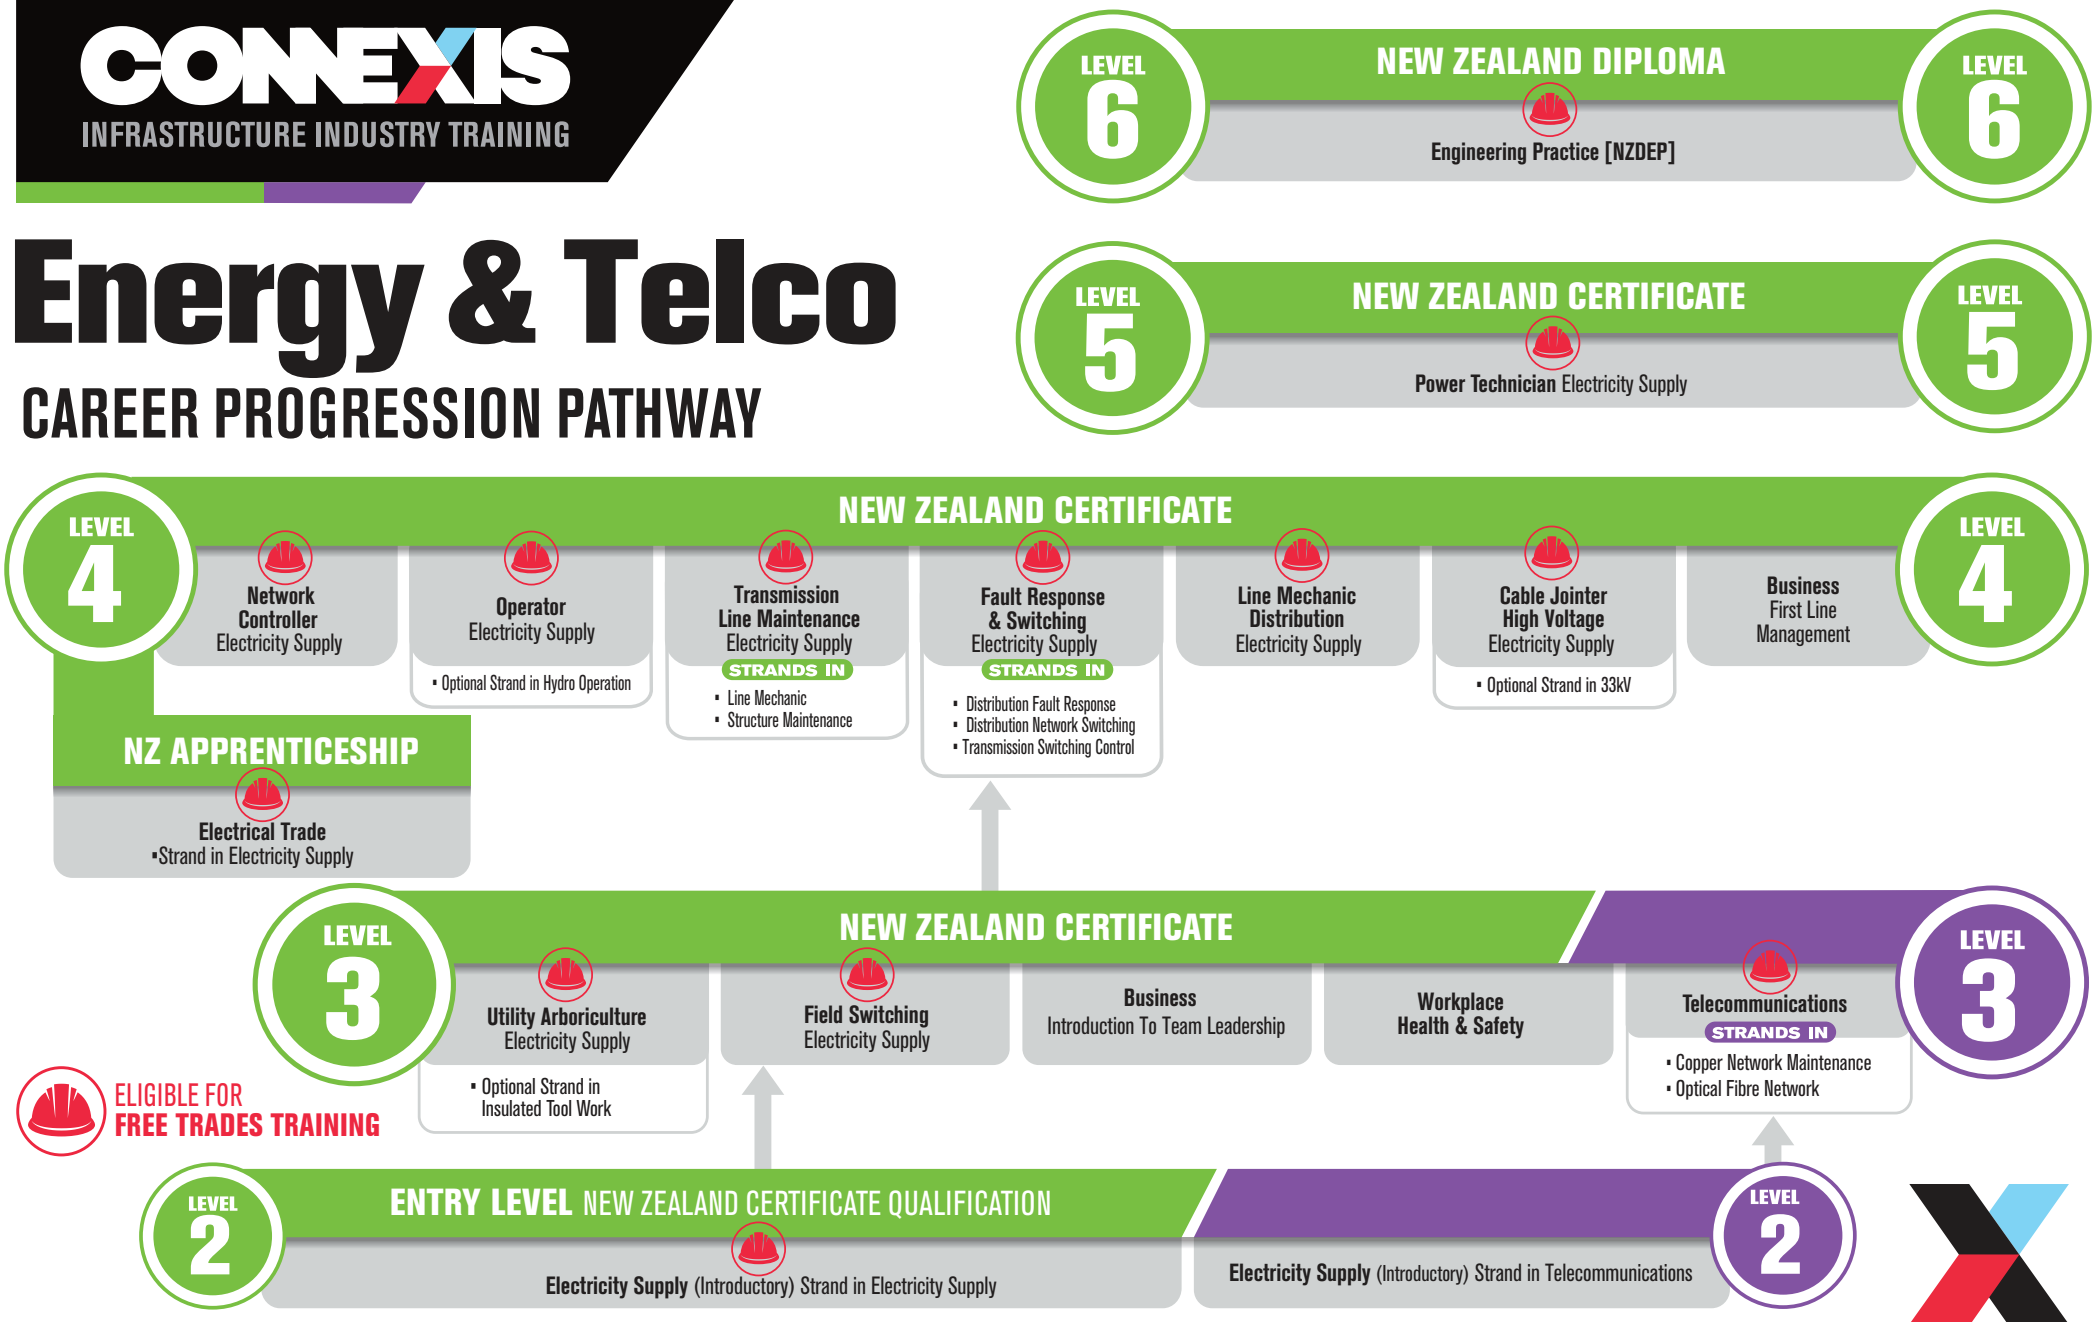 CONNEXIS
INFRASTRUCTURE INDUSTRY TRAINING
Energy & Telco
CAREER PROGRESSION PATHWAY
LEVEL
6
NEW ZEALAND DIPLOMA
Engineering Practice [NZDEP]
LEVEL
6
LEVEL
5
NEW ZEALAND CERTIFICATE
Power Technician Electricity Supply
LEVEL
5
LEVEL
4
NEW ZEALAND CERTIFICATE
LEVEL
4
Network
Controller
Electricity Supply
Operator
Electricity Supply
▪ Optional Strand in Hydro Operation
Transmission
Line Maintenance
Electricity Supply
STRANDS IN
▪ Line Mechanic
▪ Structure Maintenance
Fault Response
& Switching
Electricity Supply
STRANDS IN
▪ Distribution Fault Response
▪ Distribution Network Switching
▪ Transmission Switching Control
Line Mechanic
Distribution
Electricity Supply
Cable Jointer
High Voltage
Electricity Supply
▪ Optional Strand in 33kV
Business
First Line
Management
NZ APPRENTICESHIP
Electrical Trade
▪Strand in Electricity Supply
LEVEL
3
NEW ZEALAND CERTIFICATE
LEVEL
3
Utility Arboriculture
Electricity Supply
▪ Optional Strand in
Insulated Tool Work
Field Switching
Electricity Supply
Business
Introduction To Team Leadership
Workplace
Health & Safety
Telecommunications
STRANDS IN
▪ Copper Network Maintenance
▪ Optical Fibre Network
ELIGIBLE FOR
FREE TRADES TRAINING
LEVEL
2
ENTRY LEVEL NEW ZEALAND CERTIFICATE QUALIFICATION
LEVEL
2
Electricity Supply (Introductory) Strand in Electricity Supply
Electricity Supply (Introductory) Strand in Telecommunications